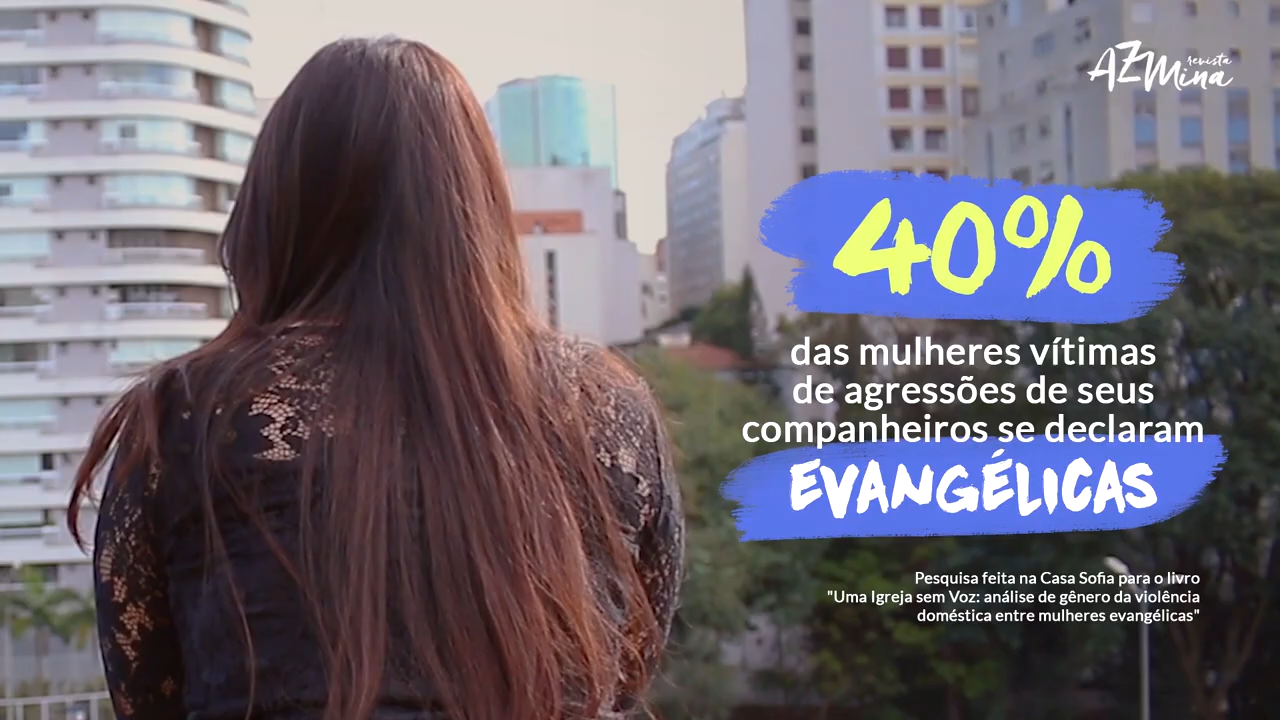 revista
AZMina
40%
das mulheres vítimas
de agressões de seus
companheiros se declaram
EVANGÉLICAS
Pesquisa feita na Casa Sofia para o livro
"Uma Igreja sem Voz: análise de gênero da violência
doméstica entre mulheres evangélicas"